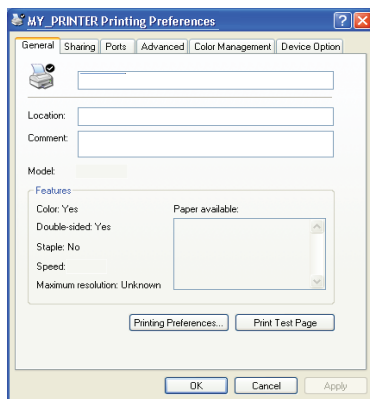 MY_PRINTER Printing Preferences
General Sharing Ports Advanced Color Management Device Option
Location:
Comment:
Model:
Features
Color: Yes Paper available:
Double-sided: Yes
Staple: No
Speed:
Maximum resolution: Unknown
Printing Preferences... Print Test Page
OK Cancel Apply